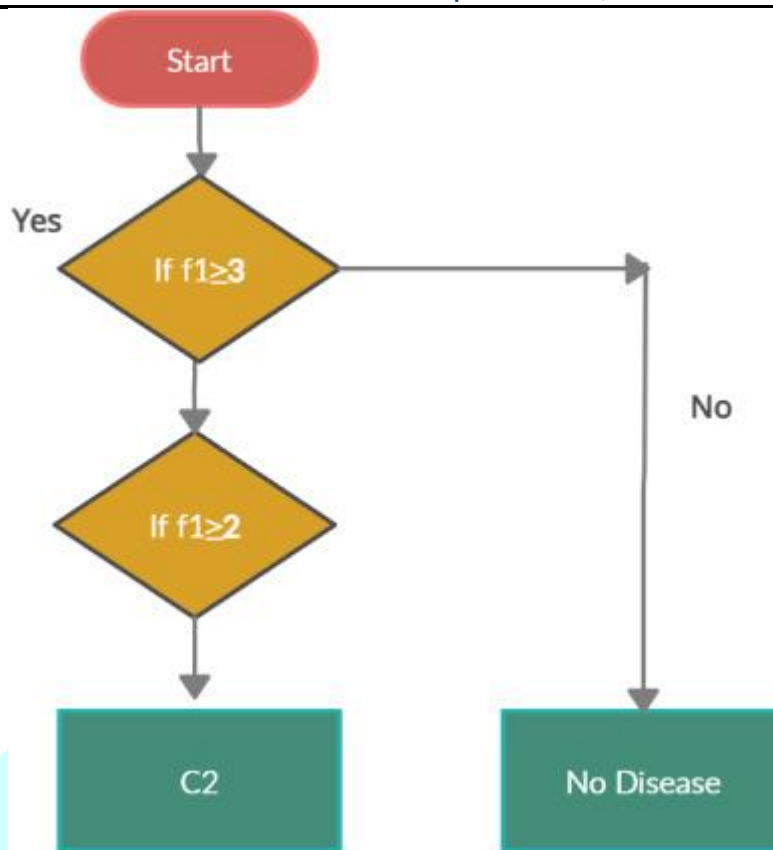 Start
Yes
If f1≥3
No
If f1≥2
C2
No Disease